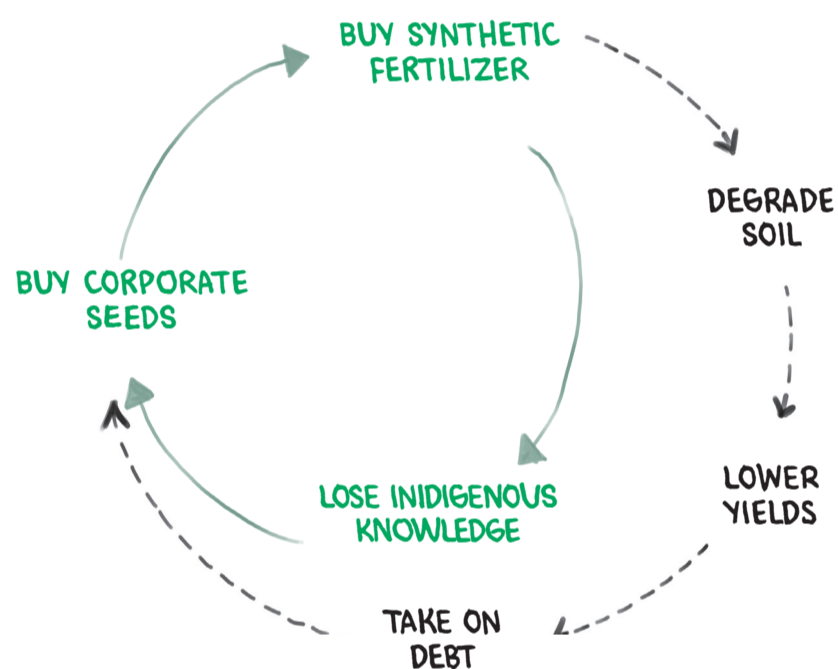 BUY SYNTHETIC
FERTILIZER
DEGRADE
SOIL
BUY CORPORATE
SEEDS
LOWER
YIELDS
LOSE INIDIGENOUS
KNOWLEDGE
TAKE ON
DEBT